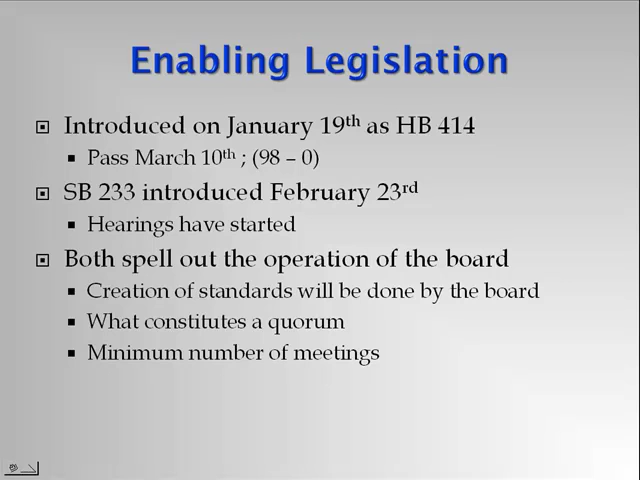 Enabling Legislation
Introduced on January 19th as HB 414
Pass March 10th ; (98 – 0)
SB 233 introduced February 23rd
Hearings have started
Both spell out the operation of the board
Creation of standards will be done by the board
What constitutes a quorum
Minimum number of meetings